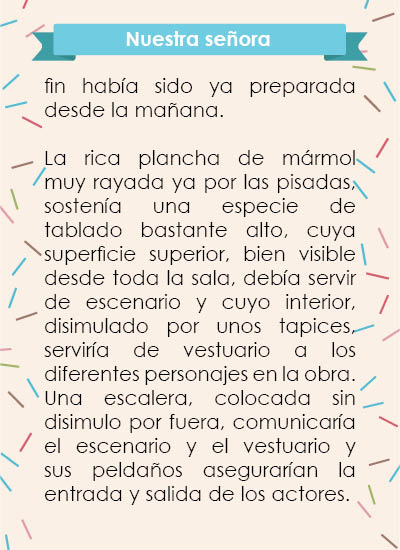 Nuestra señora
fin había sido ya preparada
desde la mañana.
La rica plancha de mármol
muy rayada ya por las pisadas,
sostenía una especie de
tablado bastante alto, cuya
superficie superior, bien visible
desde toda la sala, debía servir
de escenario y cuyo interior,
disimulado por unos tapices,
serviría de vestuario a los
diferentes personajes en la obra.
Una escalera, colocada sin
disimulo por fuera, comunicaría
el escenario y el vestuario y
sus peldaños asegurarían la
entrada y salida de los actores.